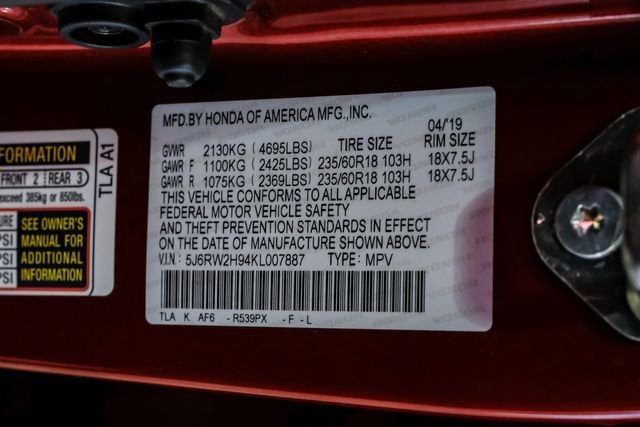 MFD.BY HONDA OF AMERICA MFG.,INC.
04/'19
GVWR 2130KG (4695LBS) TIRE SIZE RIM SIZE
GAWR F 1100KG (2425LBS) 235/60R18 103H 18X7.5J
GAWR R 1075KG (2369LBS) 235/60R18 103H 18X7.5J
THIS VEHICLE CONFORMS TO ALL APPLICABLE
FEDERAL MOTOR VEHICLE SAFETY
AND THEFT PREVENTION STANDARDS IN EFFECT
ON THE DATE OF MANUFACTURE SHOWN ABOVE.
V.I.N: 5J6RW2H94KL007887 TYPE: MPV
TLA K AF6 - R539PX - F - L
FORMATION
FRONT 2 REAR 3
exceed 385kg or 850lbs.
SEE OWNER'S
PSI MANUAL FOR
PSI ADDITIONAL
PSI INFORMATION
TLA A1